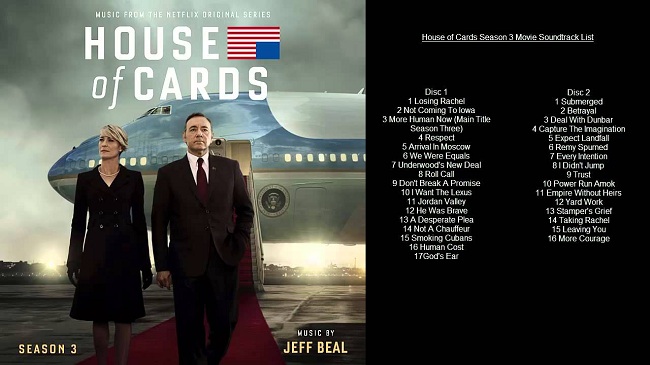 MUSIC FROM THE NETFLIX ORIGINAL SERIES
HOUSE
of CARDS
SEASON 3
MUSIC BY
JEFF BEAL
House of Cards Season 3 Movie Soundtrack List
Disc 1
1 Losing Rachel
2 Not Coming To Iowa
3 More Human Now (Main Title
Season Three)
4 Respect
5 Arrival In Moscow
6 We Were Equals
7 Underwood's New Deal
8 Roll Call
9 Don't Break A Promise
10 I Want The Lexus
11 Jordan Valley
12 He Was Brave
13 A Desperate Plea
14 Not A Chauffeur
15 Smoking Cubans
16 Human Cost
17God's Ear
Disc 2
1 Submerged
2 Betrayal
3 Deal With Dunbar
4 Capture The Imagination
5 Expect Landfall
6 Remy Spurned
7 Every Intention
8 I Didn't Jump
9 Trust
10 Power Run Amok
11 Empire Without Heirs
12 Yard Work
13 Stamper's Grief
14 Taking Rachel
15 Leaving You
16 More Courage